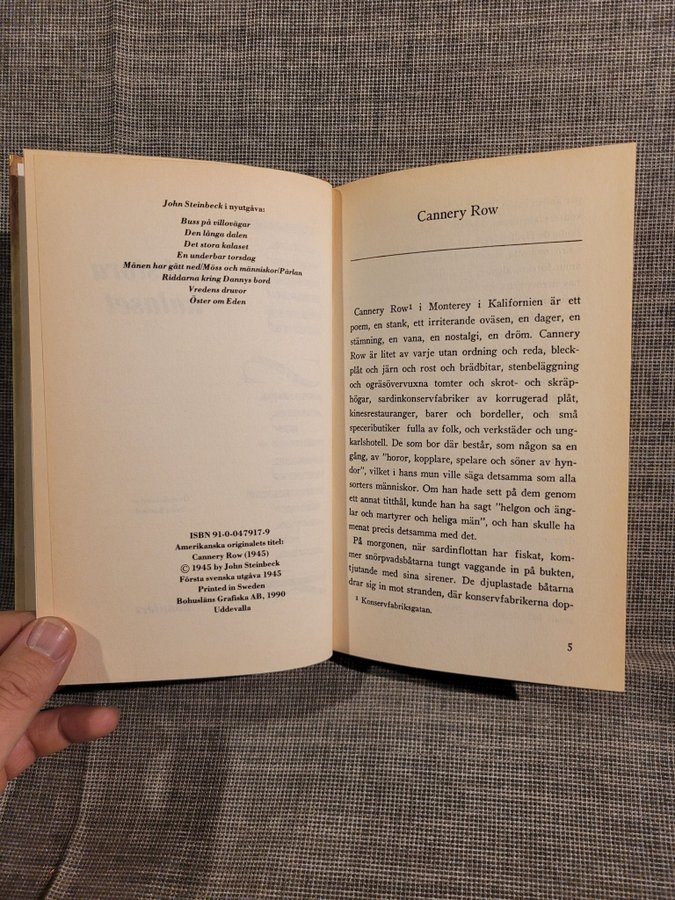 John Steinbeck i nyutgåva:
Buss på villovägar
Den långa dalen
Det stora kalaset
En underbar torsdag
Månen har gått ned/Möss och människor/Pärlan
Riddarna kring Dannys bord
Vredens druvor
Öster om Eden
ISBN 91-0-047917-9
Amerikanska originalets titel:
Cannery Row (1945)
© 1945 by John Steinbeck
Första svenska utgåva 1945
Printed in Sweden
Bohusläns Grafiska AB, 1990
Uddevalla
Cannery Row
Cannery Row¹ i Monterey i Kalifornien är ett
poem, en stank, ett irriterande oväsen, en dager, en
stämning, en vana, en nostalgi, en dröm. Cannery
Row är litet av varje utan ordning och reda, bleck-
plåt och järn och rost och brädbitar, stenbeläggning
och ogräsövervuxna tomter och skrot- och skräp-
högar, sardinkonservfabriker av korrugerad plåt,
kinesrestauranger, barer och bordeller, och små
speceributiker fulla av folk, och verkstäder och ung-
karlshotell. De som bor där består, som någon sa en
gång, av "horor, kopplare, spelare och söner av hyn-
dor", vilket i hans mun ville säga detsamma som alla
sorters människor. Om han hade sett på dem genom
ett annat titthål, kunde han ha sagt "helgon och äng-
lar och martyrer och heliga män", och han skulle ha
menat precis detsamma med det.
På morgonen, när sardinflottan har fiskat, kom-
mer snörpvadsbåtarna tungt vaggande in på bukten,
tjutande med sina sirener. De djuplastade båtarna
drar sig in mot stranden, där konservfabrikerna dop-
¹ Konservfabriksgatan.
5